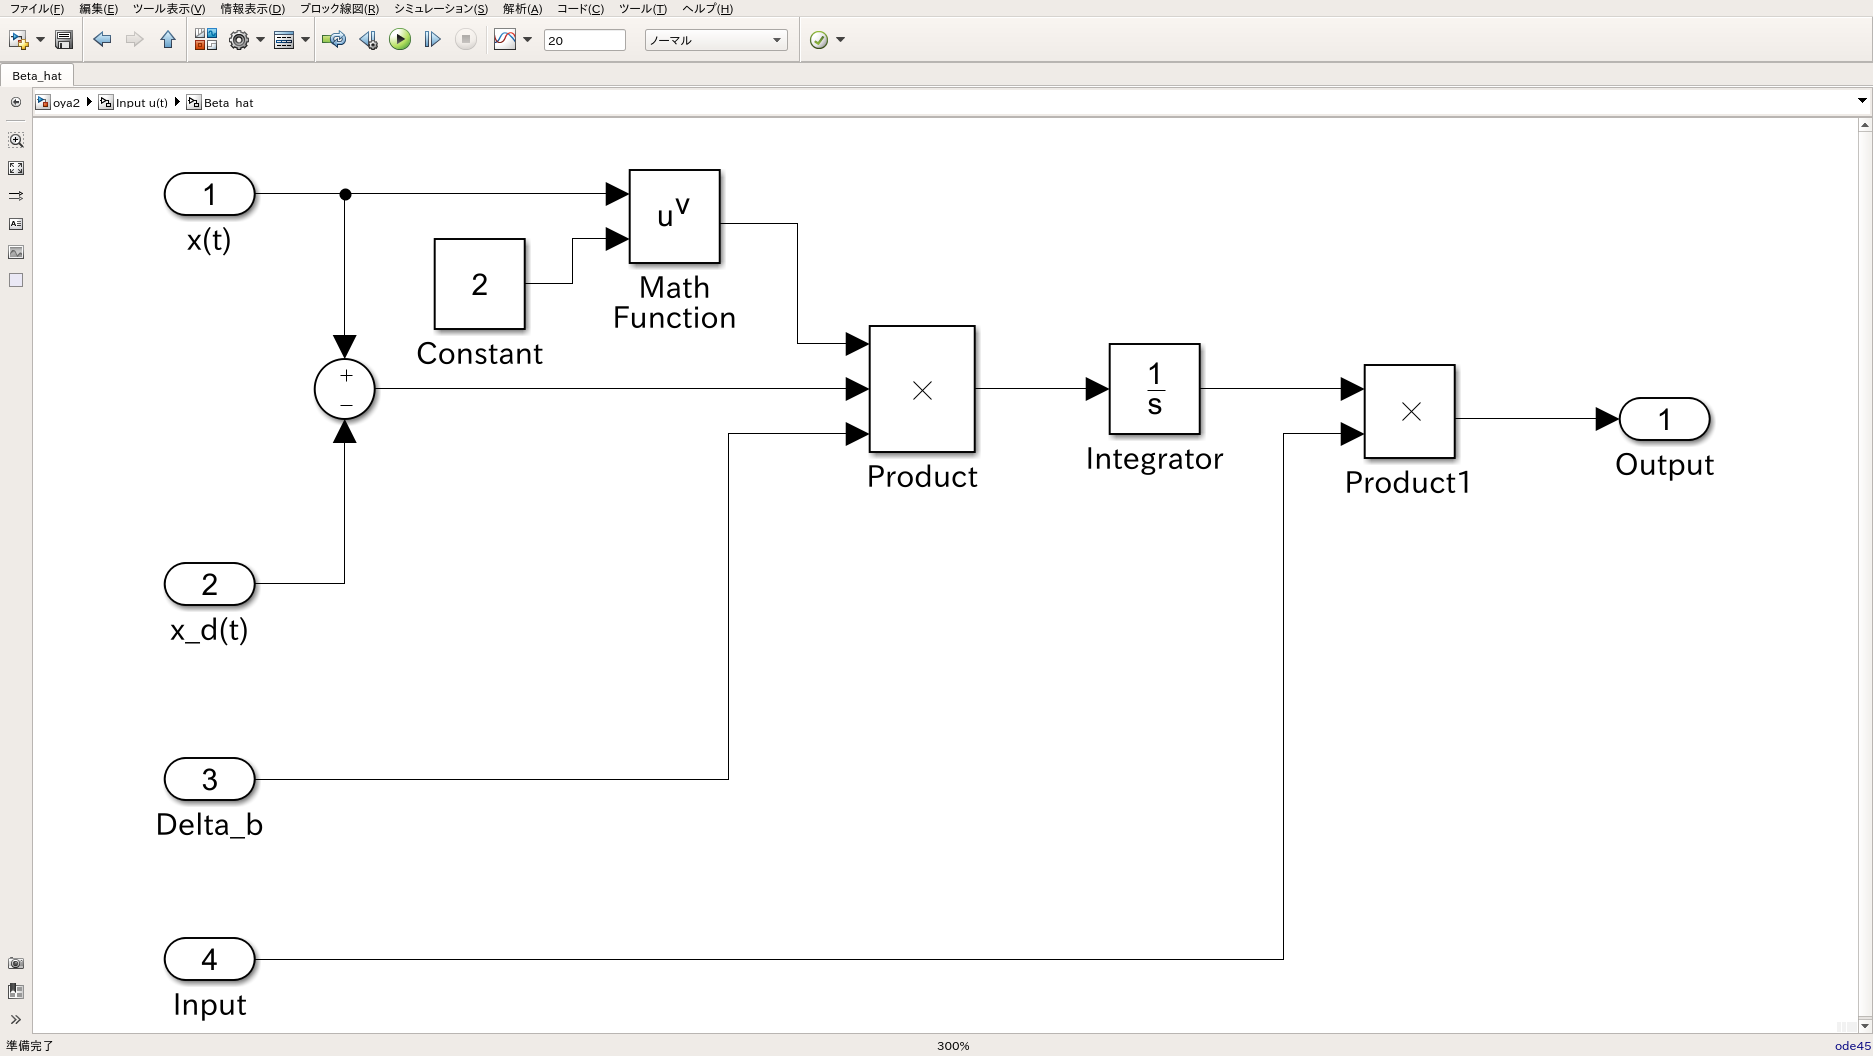 ファイル(F) 編集(E) ツール表示(V) 情報表示(D) ブロック線図(R) シミュレーション(S) 解析(A) コード(C) ツール(T) ヘルプ(H)
20 ノーマル
Beta_hat
oya2 Input u(t) Beta_hat
1
x(t)
u^v
Math
Function
2
Constant
+
−
×
Product
1
s
Integrator
×
Product1
1
Output
2
x_d(t)
3
Delta_b
4
Input
準備完了 300% ode45